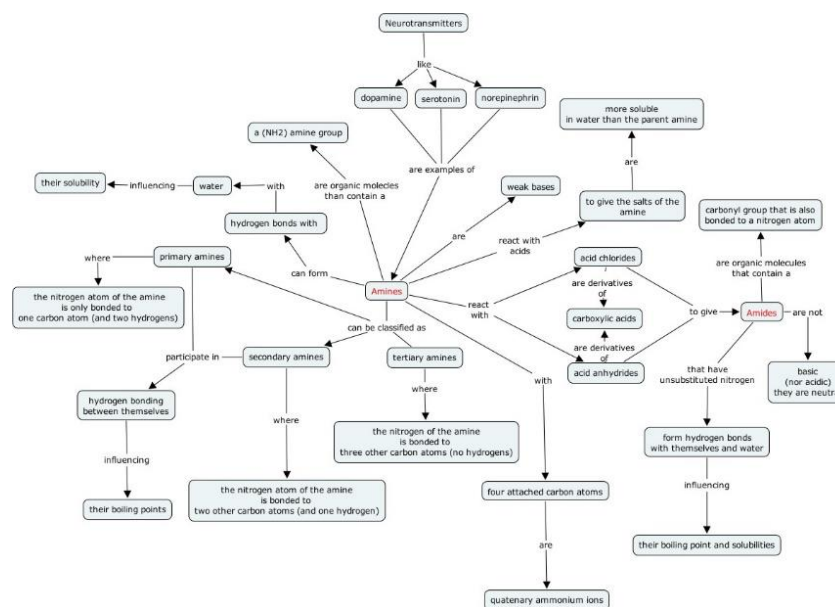 Neurotransmitters
like
dopamine
serotonin
norepinephrin
are examples of
a (NH2) amine group
are organic molecies
than contain a
more soluble
in water than the parent amine
are
their solubility
influencing
water
with
hydrogen bonds with
can form
weak bases
are
to give the salts of the
amine
react with
acids
carbonyl group that is also
bonded to a nitrogen atom
are organic molecules
that contain a
where
primary amines
acid chlorides
are derivatives
of
Amines
react
with
carboxylic acids
to give
Amides
are not
the nitrogen atom of the amine
is only bonded to
one carbon atom (and two hydrogens)
can be classified as
are derivatives
of
participate in
secondary amines
tertiary amines
acid anhydrides
that have
unsubstituted nitrogen
basic
(nor acidic)
they are neutra
with
hydrogen bonding
between themselves
where
where
the nitrogen of the amine
is bonded to
three other carbon atoms (no hydrogens)
form hydrogen bonds
with themselves and water
influencing
influencing
the nitrogen atom of the amine
is bonded to
two other carbon atoms (and one hydrogen)
four attached carbon atoms
their boiling points
their boiling point and solubilities
are
quatenary ammonium ions